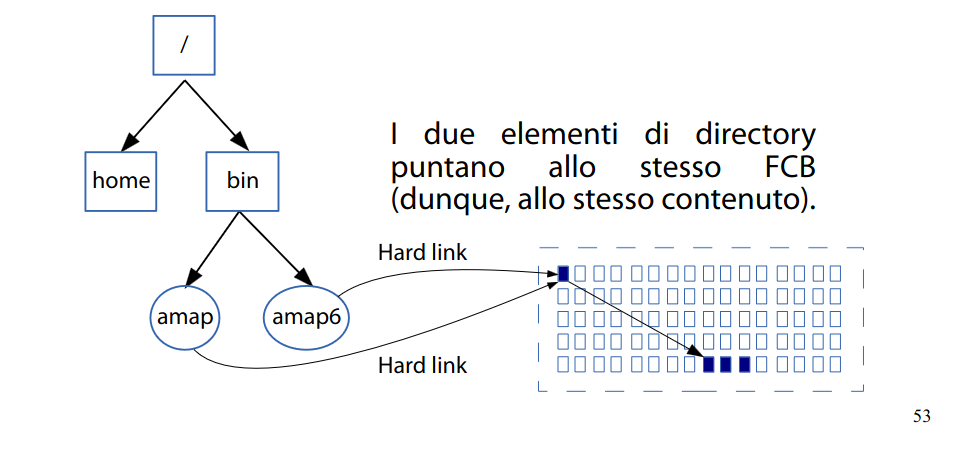 /
home
bin
I due elementi di directory
puntano allo stesso FCB
(dunque, allo stesso contenuto).
Hard link
amap
amap6
Hard link
53